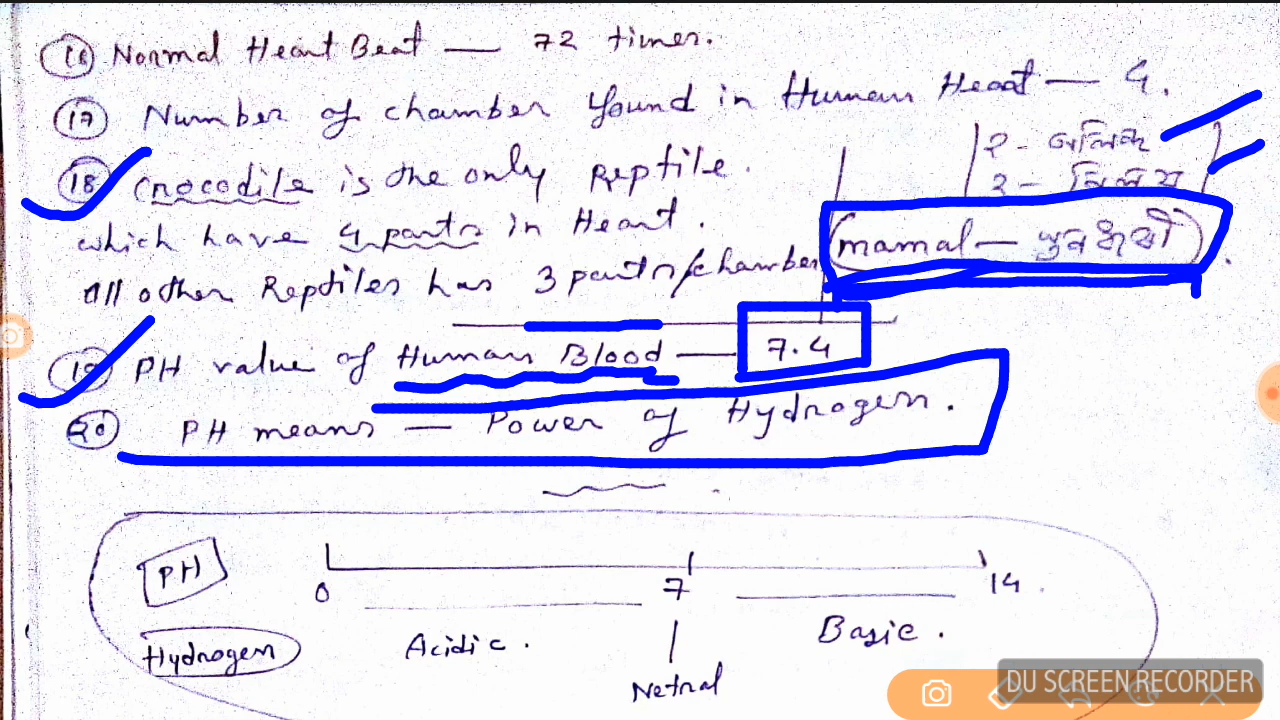 (16) Normal Heart Beat — 72 times.
(17) Number of chamber found in Human Heart — 4.
२ - अलिन्द
२ - निलय
(18) Crocodile is the only Reptile.
which have 4 parts in Heart.
(mamal —
All other Reptiles has 3 parts/chamber
(19) PH value of Human Blood — 7.4
(20) PH means — Power of Hydrogen.
PH
0 7 14
Hydrogen
Acidic.
Basic.
Netral
DU SCREEN RECORDER